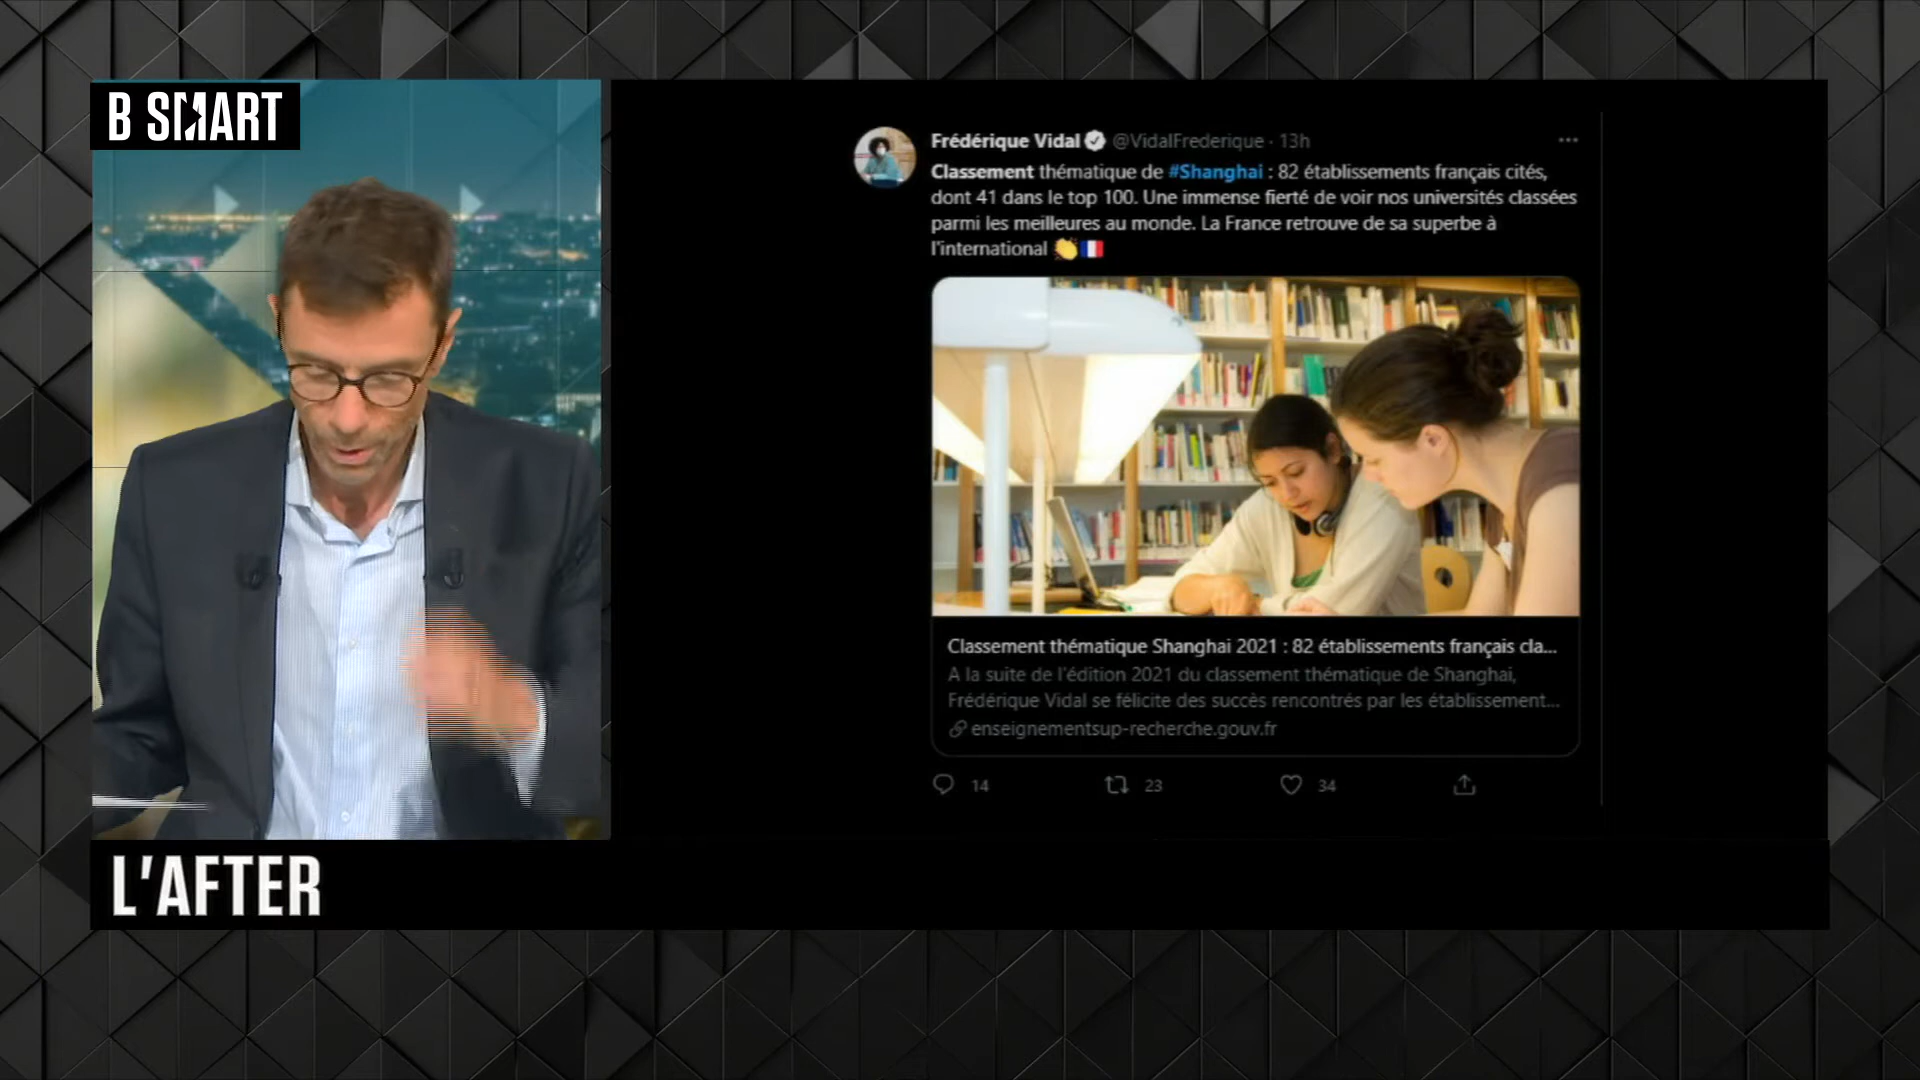 B SMART
Frédérique Vidal @VidalFrederique · 13h
Classement thématique de #Shanghai : 82 établissements français cités,
dont 41 dans le top 100. Une immense fierté de voir nos universités classées
parmi les meilleures au monde. La France retrouve de sa superbe à
l'international 👏🇫🇷
Classement thématique Shanghai 2021 : 82 établissements français cla...
A la suite de l'édition 2021 du classement thématique de Shanghai,
Frédérique Vidal se félicite des succès rencontrés par les établissement...
enseignementsup-recherche.gouv.fr
14 23 34
L'AFTER